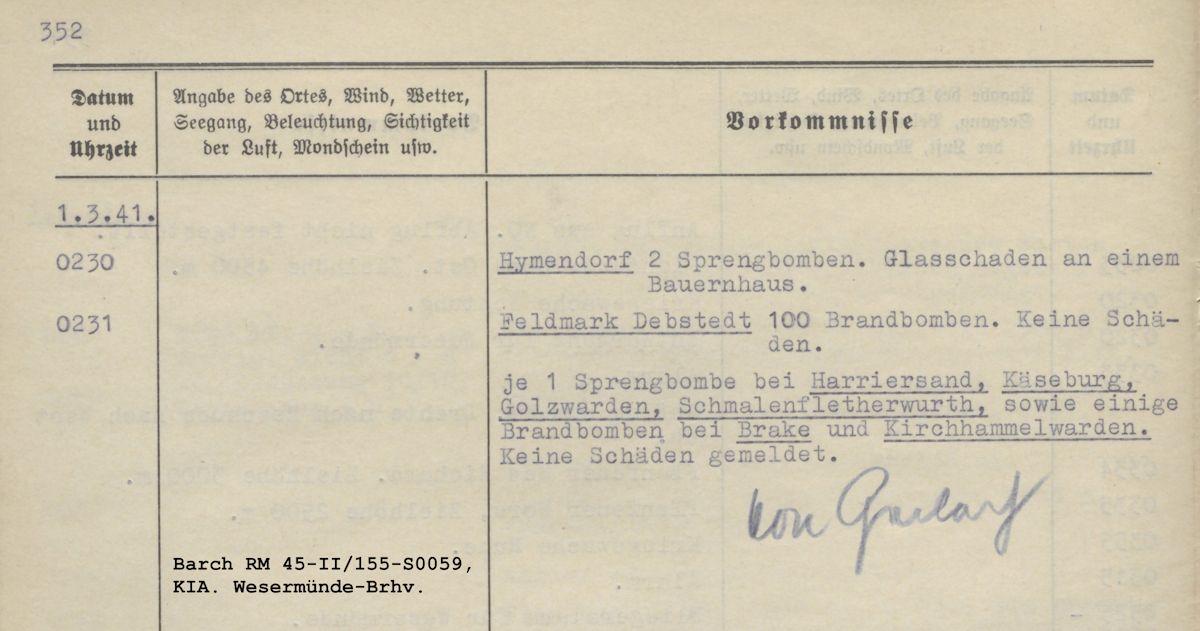 352
Datum
und
Uhrzeit
Angabe des Ortes, Wind, Wetter,
Seegang, Beleuchtung, Sichtigkeit
der Luft, Mondschein usw.
Vorkommnisse
1.3.41.
0230
Hymendorf 2 Sprengbomben. Glasschaden an einem
Bauernhaus.
0231
Feldmark Debstedt 100 Brandbomben. Keine Schä-
den.
je 1 Sprengbombe bei Harriersand, Käseburg,
Golzwarden, Schmalenfletherwurth, sowie einige
Brandbomben bei Brake und Kirchhammelwarden.
Keine Schäden gemeldet.
von
Barch RM 45-II/155-S0059,
KIA. Wesermünde-Brhv.